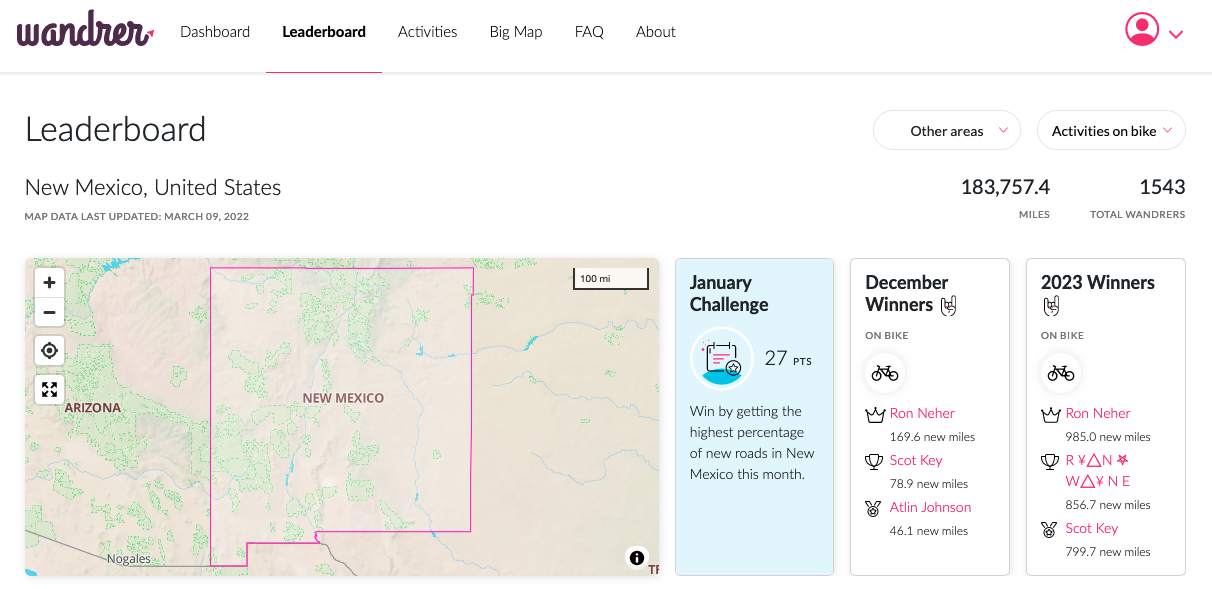 wandrer
Dashboard
Leaderboard
Activities
Big Map
FAQ
About
Leaderboard
Other areas
Activities on bike
New Mexico, United States
MAP DATA LAST UPDATED: MARCH 09, 2022
183,757.4
MILES
1543
TOTAL WANDRERS
+
−
100 mi
ARIZONA
NEW MEXICO
Nogales
January
Challenge
27 PTS
Win by getting the
highest percentage
of new roads in New
Mexico this month.
December
Winners
ON BIKE
Ron Neher
169.6 new miles
Scot Key
78.9 new miles
Atlin Johnson
46.1 new miles
2023 Winners
ON BIKE
Ron Neher
985.0 new miles
R ¥△N ✯
W△¥ N E
856.7 new miles
Scot Key
799.7 new miles